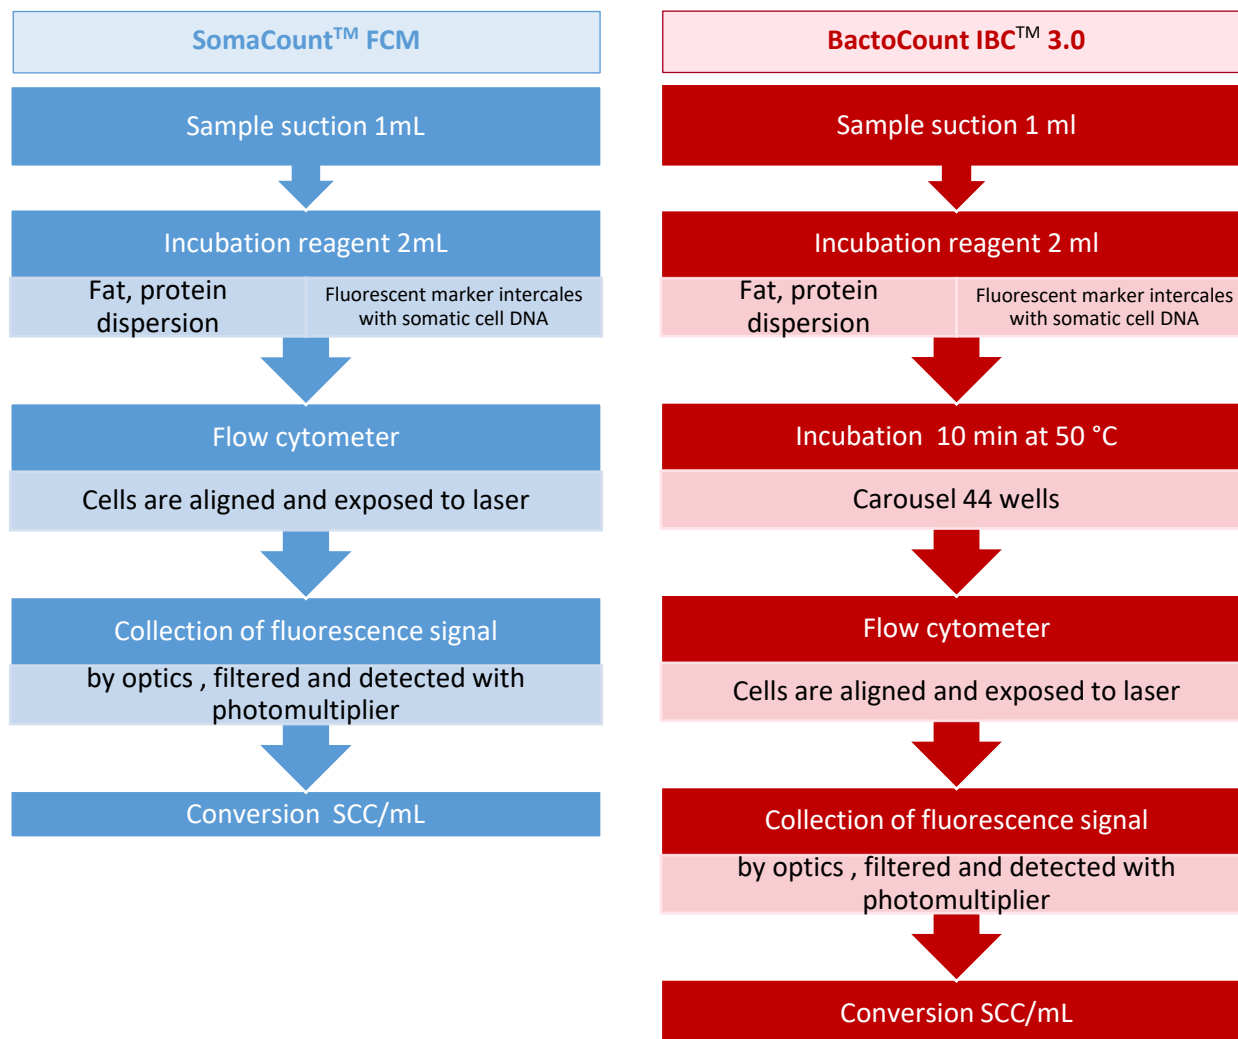 SomaCount™ FCM
Sample suction 1mL
Incubation reagent 2mL
Fat, protein
dispersion
Fluorescent marker intercales
with somatic cell DNA
Flow cytometer
Cells are aligned and exposed to laser
Collection of fluorescence signal
by optics , filtered and detected with
photomultiplier
Conversion  SCC/mL
BactoCount IBC™ 3.0
Sample suction 1 ml
Incubation reagent 2 ml
Fat, protein
dispersion
Fluorescent marker intercales
with somatic cell DNA
Incubation  10 min at 50 °C
Carousel 44 wells
Flow cytometer
Cells are aligned and exposed to laser
Collection of fluorescence signal
by optics , filtered and detected with
photomultiplier
Conversion SCC/mL